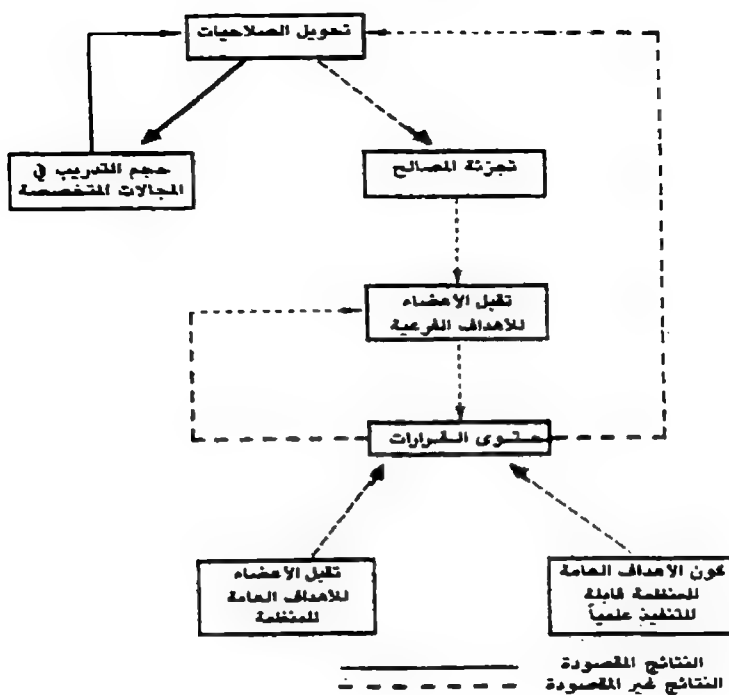 تحويل الصلاحيات
حجم التدريب في
المجالات المتخصصة
تجزئة المصالح
تقبل الأعضاء
للأهداف الفرعية
محتوى القرارات
تقبل الأعضاء
للأهداف العامة
للمنظمة
كون الأهداف العامة
للمنظمة قابلة
للتنفيذ علمياً
النتائج المقصودة
النتائج غير المقصودة